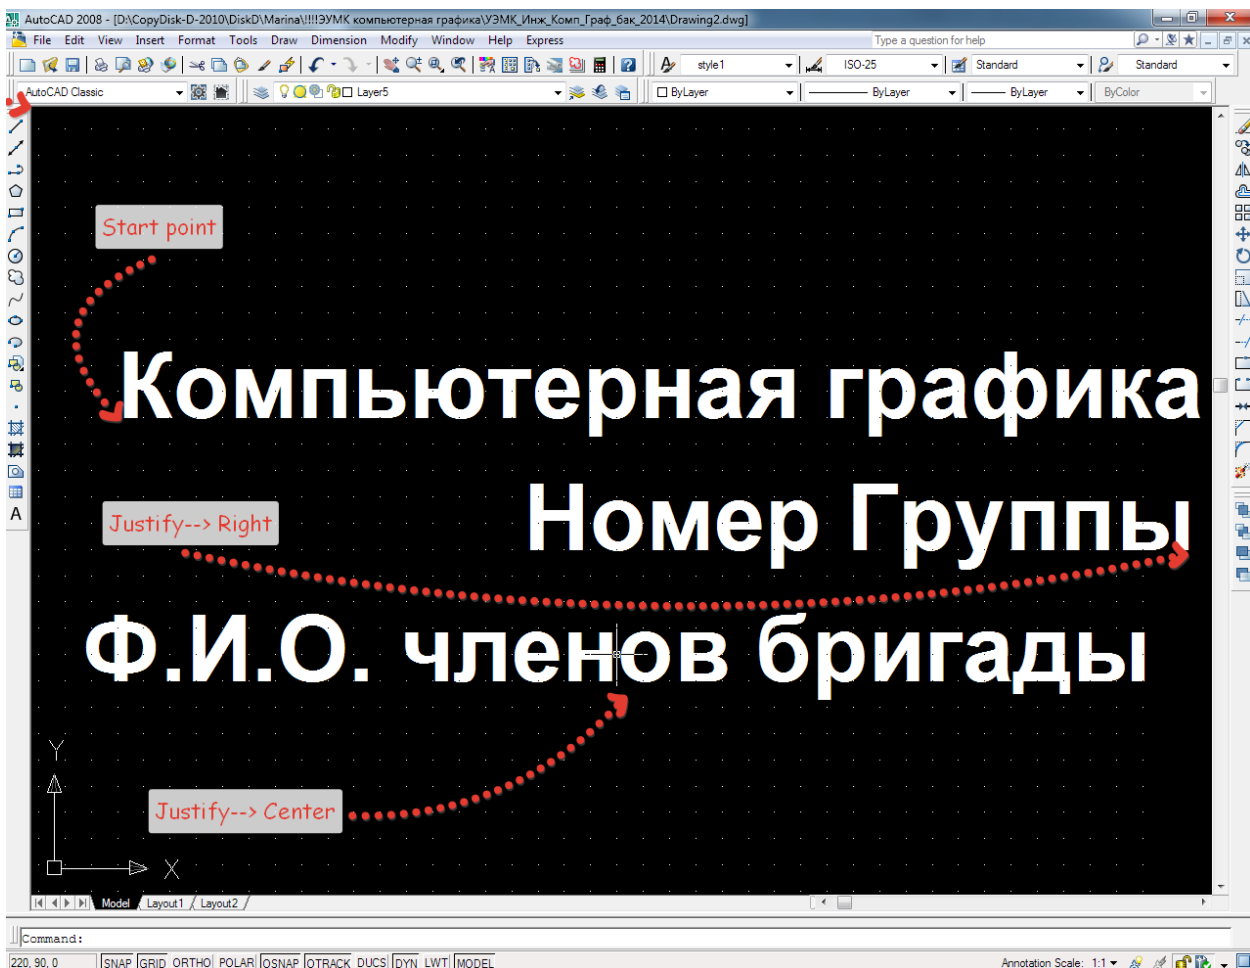 AutoCAD 2008 - [D:\CopyDisk-D-2010\DiskD\Marina\!!!!ЭУМК компьютерная графика\УЭМК_Инж_Комп_Граф_бак_2014\Drawing2.dwg]
File Edit View Insert Format Tools Draw Dimension Modify Window Help Express Type a question for help
style1 ISO-25 Standard Standard
AutoCAD Classic Layer5 ByLayer ByLayer ByLayer ByColor
Start point
Компьютерная графика
Номер Группы
Justify--> Right
Ф.И.О. членов бригады
Justify--> Center
Y
X
A
Model Layout1 Layout2
Command:
220, 90, 0 SNAP GRID ORTHO POLAR OSNAP OTRACK DUCS DYN LWT MODEL Annotation Scale: 1:1